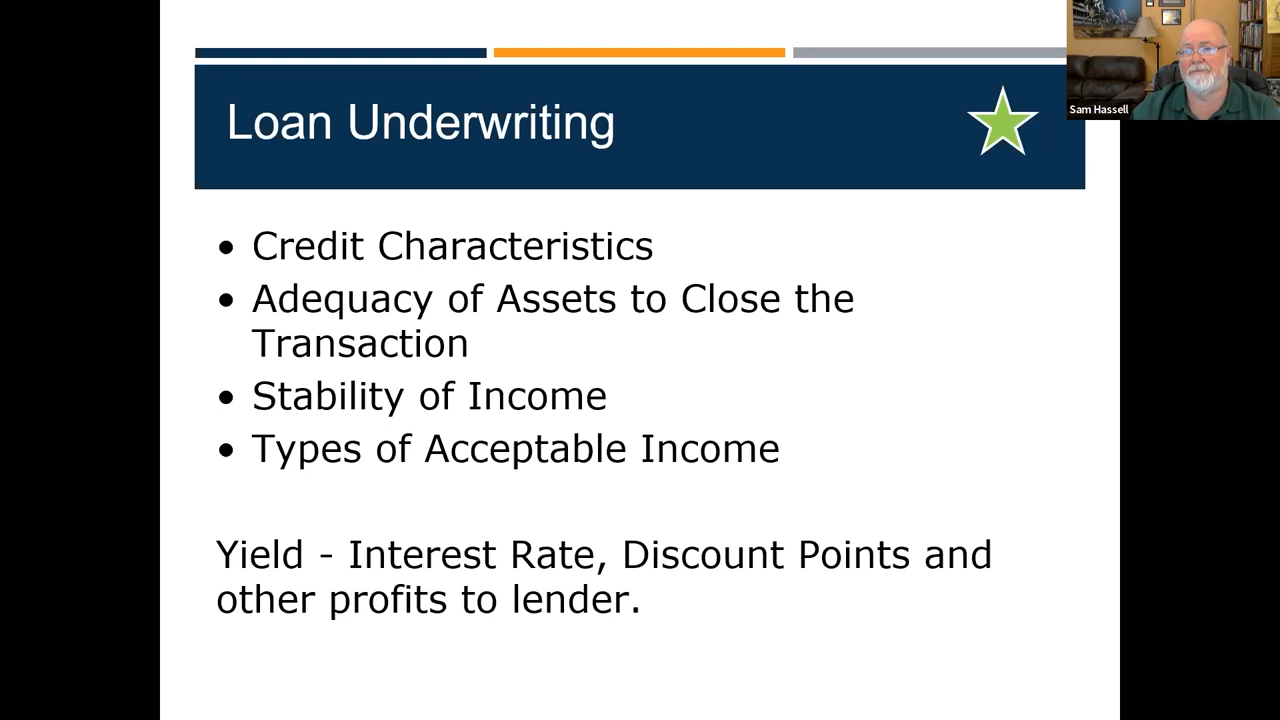 Loan Underwriting
Sam Hassell
• Credit Characteristics
• Adequacy of Assets to Close the
Transaction
• Stability of Income
• Types of Acceptable Income
Yield - Interest Rate, Discount Points and
other profits to lender.